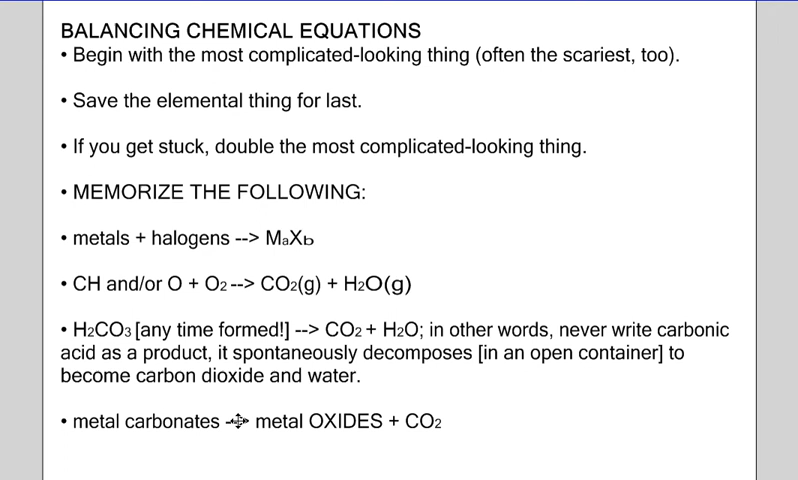 BALANCING CHEMICAL EQUATIONS
• Begin with the most complicated-looking thing (often the scariest, too).
• Save the elemental thing for last.
• If you get stuck, double the most complicated-looking thing.
• MEMORIZE THE FOLLOWING:
• metals + halogens --> MaXb
• CH and/or O + O2 --> CO2(g) + H2O(g)
• H2CO3 [any time formed!] --> CO2 + H2O; in other words, never write carbonic
acid as a product, it spontaneously decomposes [in an open container] to
become carbon dioxide and water.
• metal carbonates --> metal OXIDES + CO2